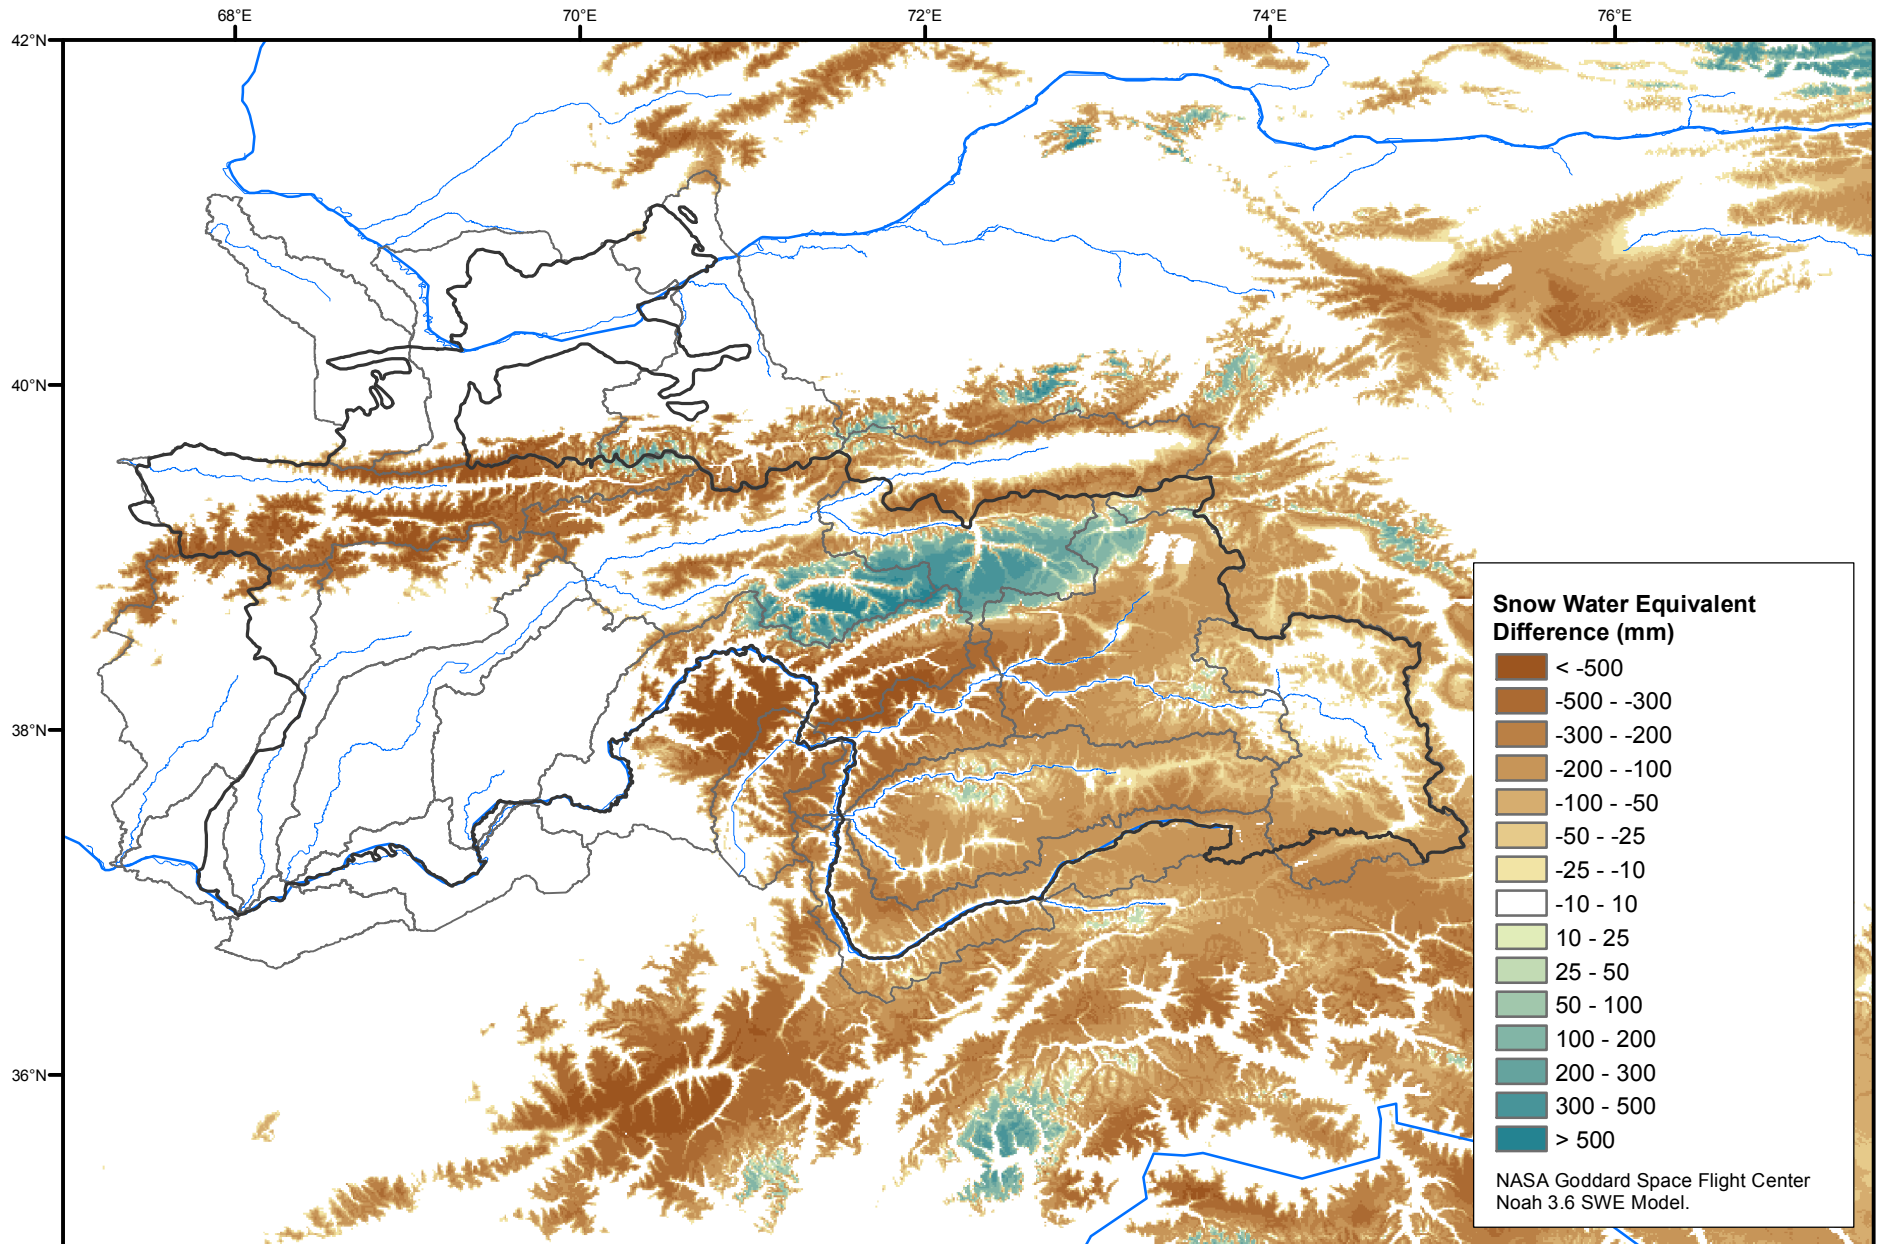 68°E
70°E
72°E
74°E
76°E
42°N
40°N
38°N
36°N
Snow Water Equivalent
Difference (mm)
< -500
-500 - -300
-300 - -200
-200 - -100
-100 - -50
-50 - -25
-25 - -10
-10 - 10
10 - 25
25 - 50
50 - 100
100 - 200
200 - 300
300 - 500
> 500
NASA Goddard Space Flight Center
Noah 3.6 SWE Model.